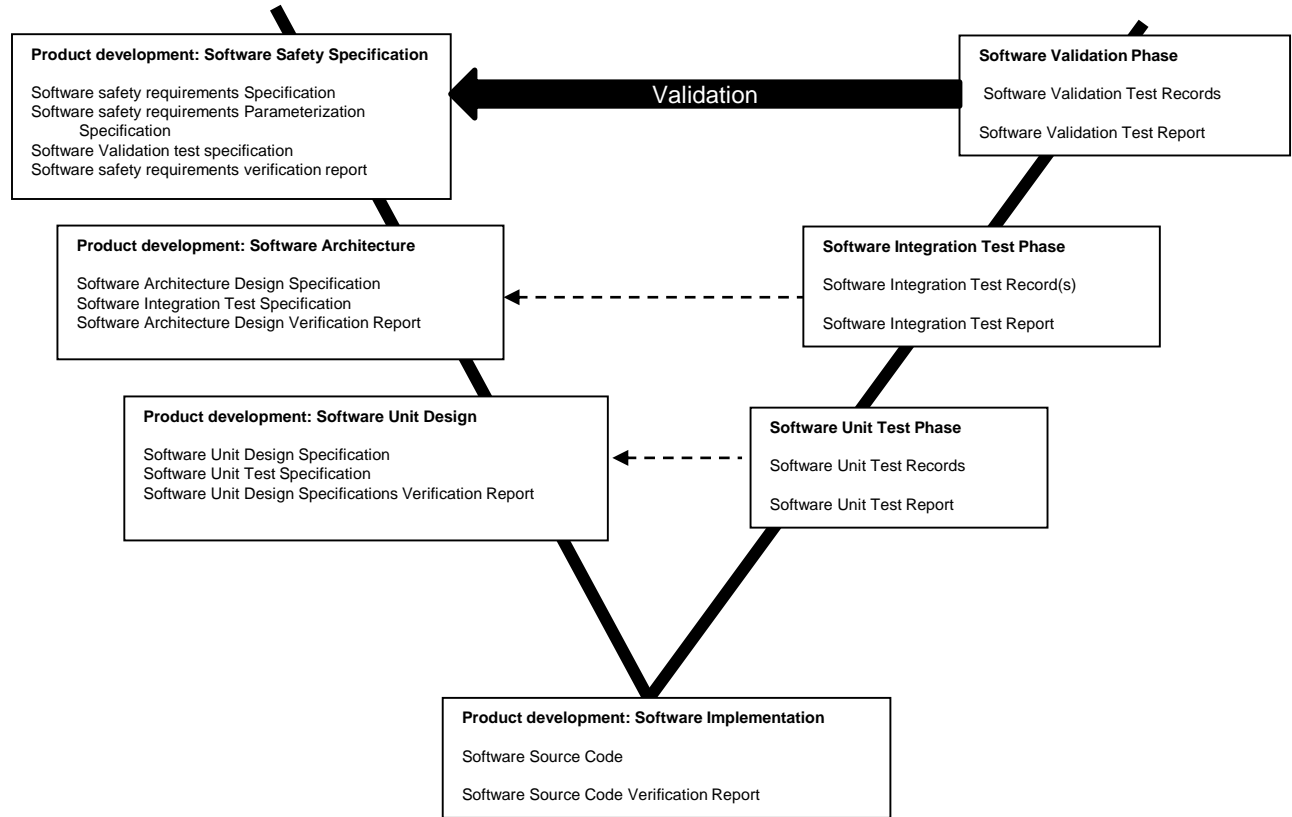 Product development: Software Safety Specification
Software safety requirements Specification
Software safety requirements Parameterization
Specification
Software Validation test specification
Software safety requirements verification report
Validation
Software Validation Phase
Software Validation Test Records
Software Validation Test Report
Product development: Software Architecture
Software Architecture Design Specification
Software Integration Test Specification
Software Architecture Design Verification Report
Software Integration Test Phase
Software Integration Test Record(s)
Software Integration Test Report
Product development: Software Unit Design
Software Unit Design Specification
Software Unit Test Specification
Software Unit Design Specifications Verification Report
Software Unit Test Phase
Software Unit Test Records
Software Unit Test Report
Product development: Software Implementation
Software Source Code
Software Source Code Verification Report